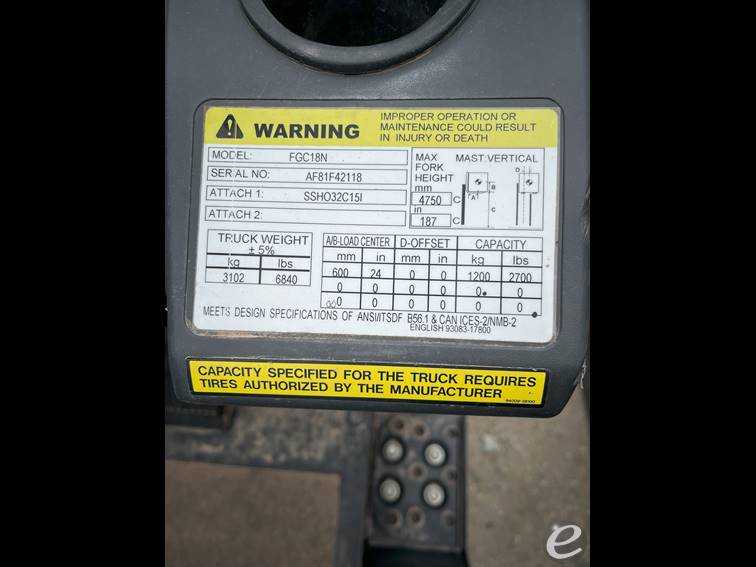 WARNING
IMPROPER OPERATION OR
MAINTENANCE COULD RESULT
IN INJURY OR DEATH
MODEL: FGC18N
SERIAL NO: AF81F42118
ATTACH 1: SSHO32C15I
ATTACH 2:
MAX
FORK
HEIGHT
mm
4750 C
in
187 C
MAST:VERTICAL
A
B
C
D
TRUCK WEIGHT
± 5%
kg lbs
3102 6840
A/B-LOAD CENTER D-OFFSET CAPACITY
mm in mm in kg lbs
600 24 0 0 1200 2700
0 0 0 0 0 0
0 0 0 0 0 0
MEETS DESIGN SPECIFICATIONS OF ANSI/ITSDF B56.1 & CAN ICES-2/NMB-2
ENGLISH 93083-17800
CAPACITY SPECIFIED FOR THE TRUCK REQUIRES
TIRES AUTHORIZED BY THE MANUFACTURER
e